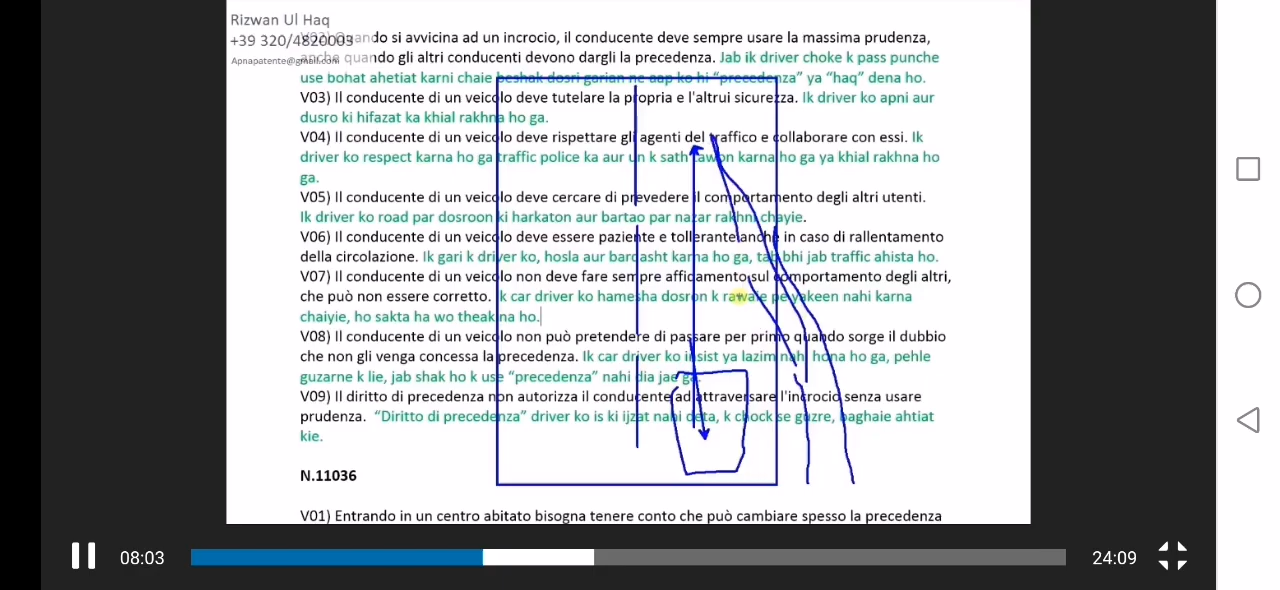 Rizwan Ul Haq
+39 320/4820003
Apnapatente@gmail.com
V02) Quando si avvicina ad un incrocio, il conducente deve sempre usare la massima prudenza,
anche quando gli altri conducenti devono dargli la precedenza. Jab ik driver choke k pass punche
use bohat ahetiat karni chaie beshak dosri garian ne aap ko hi “precedenza” ya “haq” dena ho.
V03) Il conducente di un veicolo deve tutelare la propria e l'altrui sicurezza. Ik driver ko apni aur
dusro ki hifazat ka khial rakhna ho ga.
V04) Il conducente di un veicolo deve rispettare gli agenti del traffico e collaborare con essi. Ik
driver ko respect karna ho ga traffic police ka aur un k sath tawon karna ho ga ya khial rakhna ho
ga.
V05) Il conducente di un veicolo deve cercare di prevedere il comportamento degli altri utenti.
Ik driver ko road par dosroon ki harkaton aur bartao par nazar rakhni chayie.
V06) Il conducente di un veicolo deve essere paziente e tollerante anche in caso di rallentamento
della circolazione. Ik gari k driver ko, hosla aur bardasht karna ho ga, tab bhi jab traffic ahista ho.
V07) Il conducente di un veicolo non deve fare sempre affidamento sul comportamento degli altri,
che può non essere corretto. Ik car driver ko hamesha dosron k rawaie pe yakeen nahi karna
chaiyie, ho sakta ha wo theak na ho.
V08) Il conducente di un veicolo non può pretendere di passare per primo quando sorge il dubbio
che non gli venga concessa la precedenza. Ik car driver ko insist ya lazim nahi hona ho ga, pehle
guzarne k lie, jab shak ho k use “precedenza” nahi dia jae ga.
V09) Il diritto di precedenza non autorizza il conducente ad attraversare l'incrocio senza usare
prudenza. “Diritto di precedenza” driver ko is ki ijzat nahi deta, k chock se guzre, baghaie ahtiat
kie.
N.11036
V01) Entrando in un centro abitato bisogna tenere conto che può cambiare spesso la precedenza
08:03
24:09